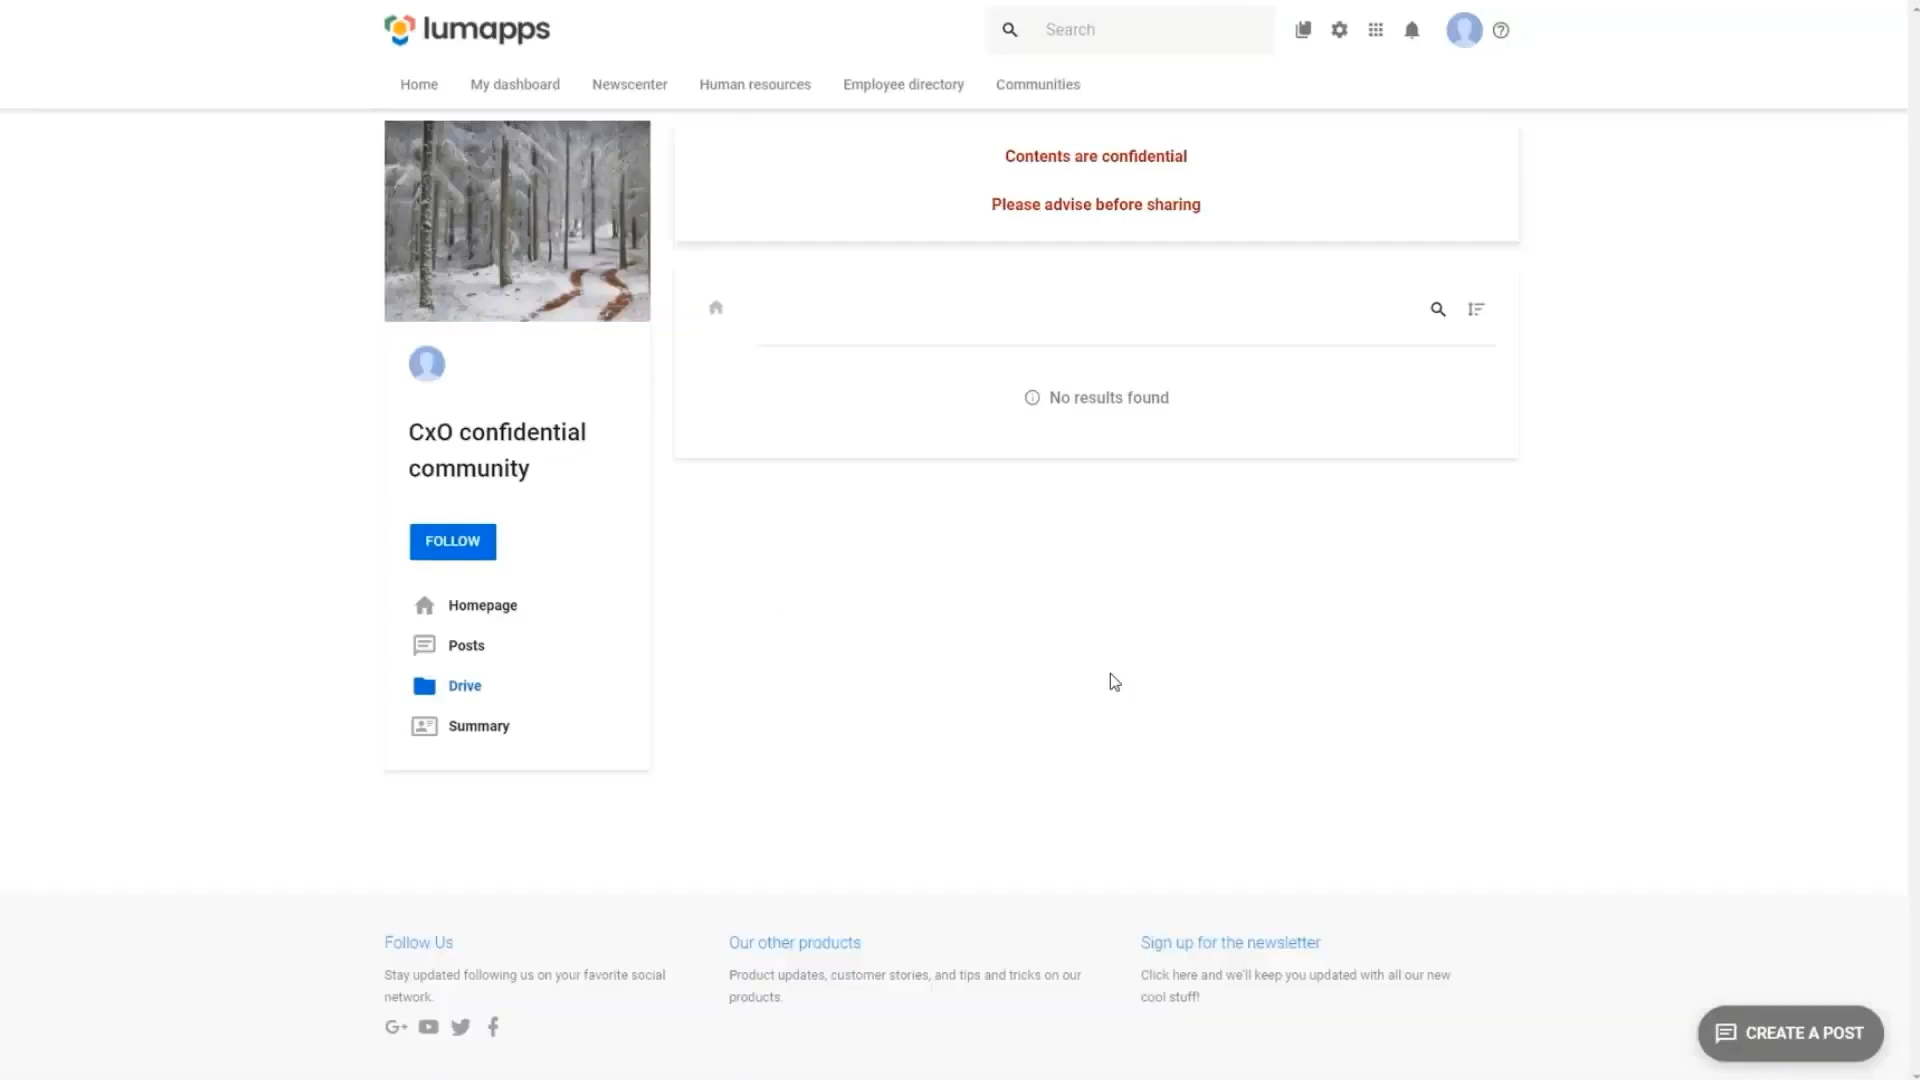 lumapps
Search
Home
My dashboard
Newscenter
Human resources
Employee directory
Communities
Contents are confidential
Please advise before sharing
No results found
CxO confidential
community
FOLLOW
Homepage
Posts
Drive
Summary
Follow Us
Stay updated following us on your favorite social
network.
G+
Our other products
Product updates, customer stories, and tips and tricks on our
products.
Sign up for the newsletter
Click here and we'll keep you updated with all our new
cool stuff!
CREATE A POST